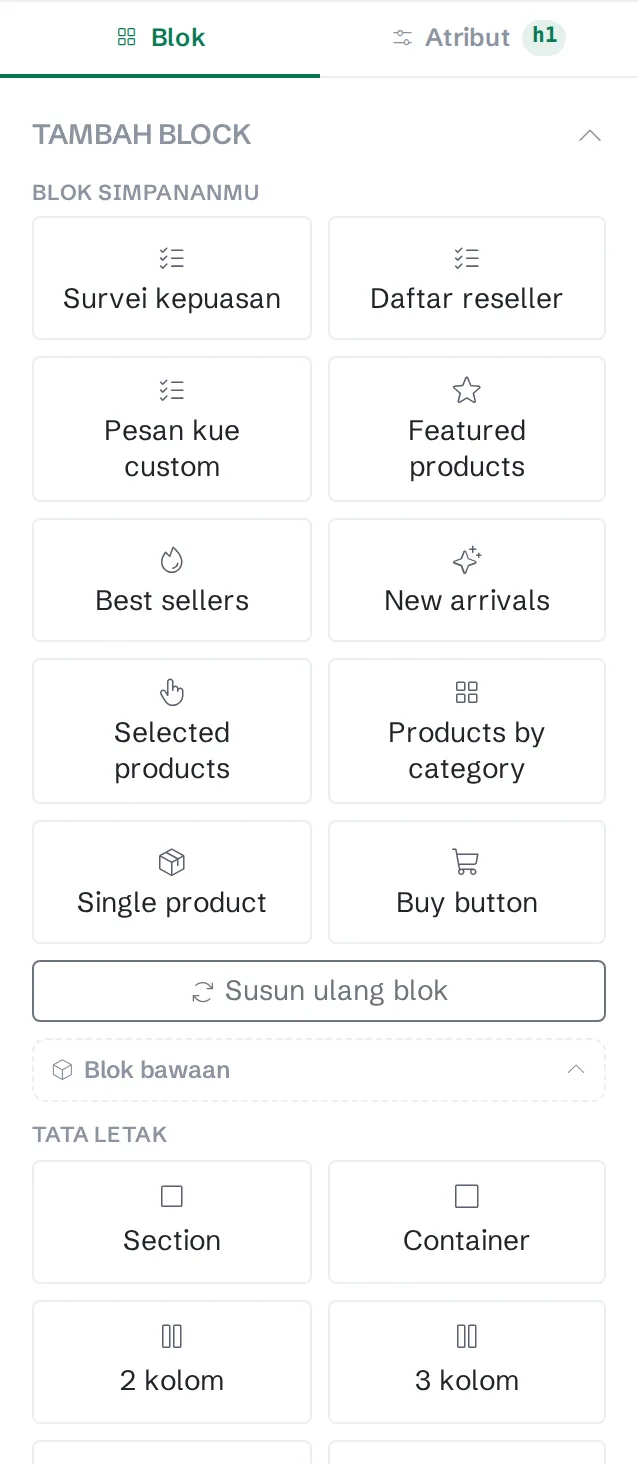 Blok
Atribut h1
TAMBAH BLOCK
BLOK SIMPANANMU
Survei kepuasan
Daftar reseller
Pesan kue
custom
Featured
products
Best sellers
New arrivals
Selected
products
Products by
category
Single product
Buy button
Susun ulang blok
Blok bawaan
TATA LETAK
Section
Container
2 kolom
3 kolom